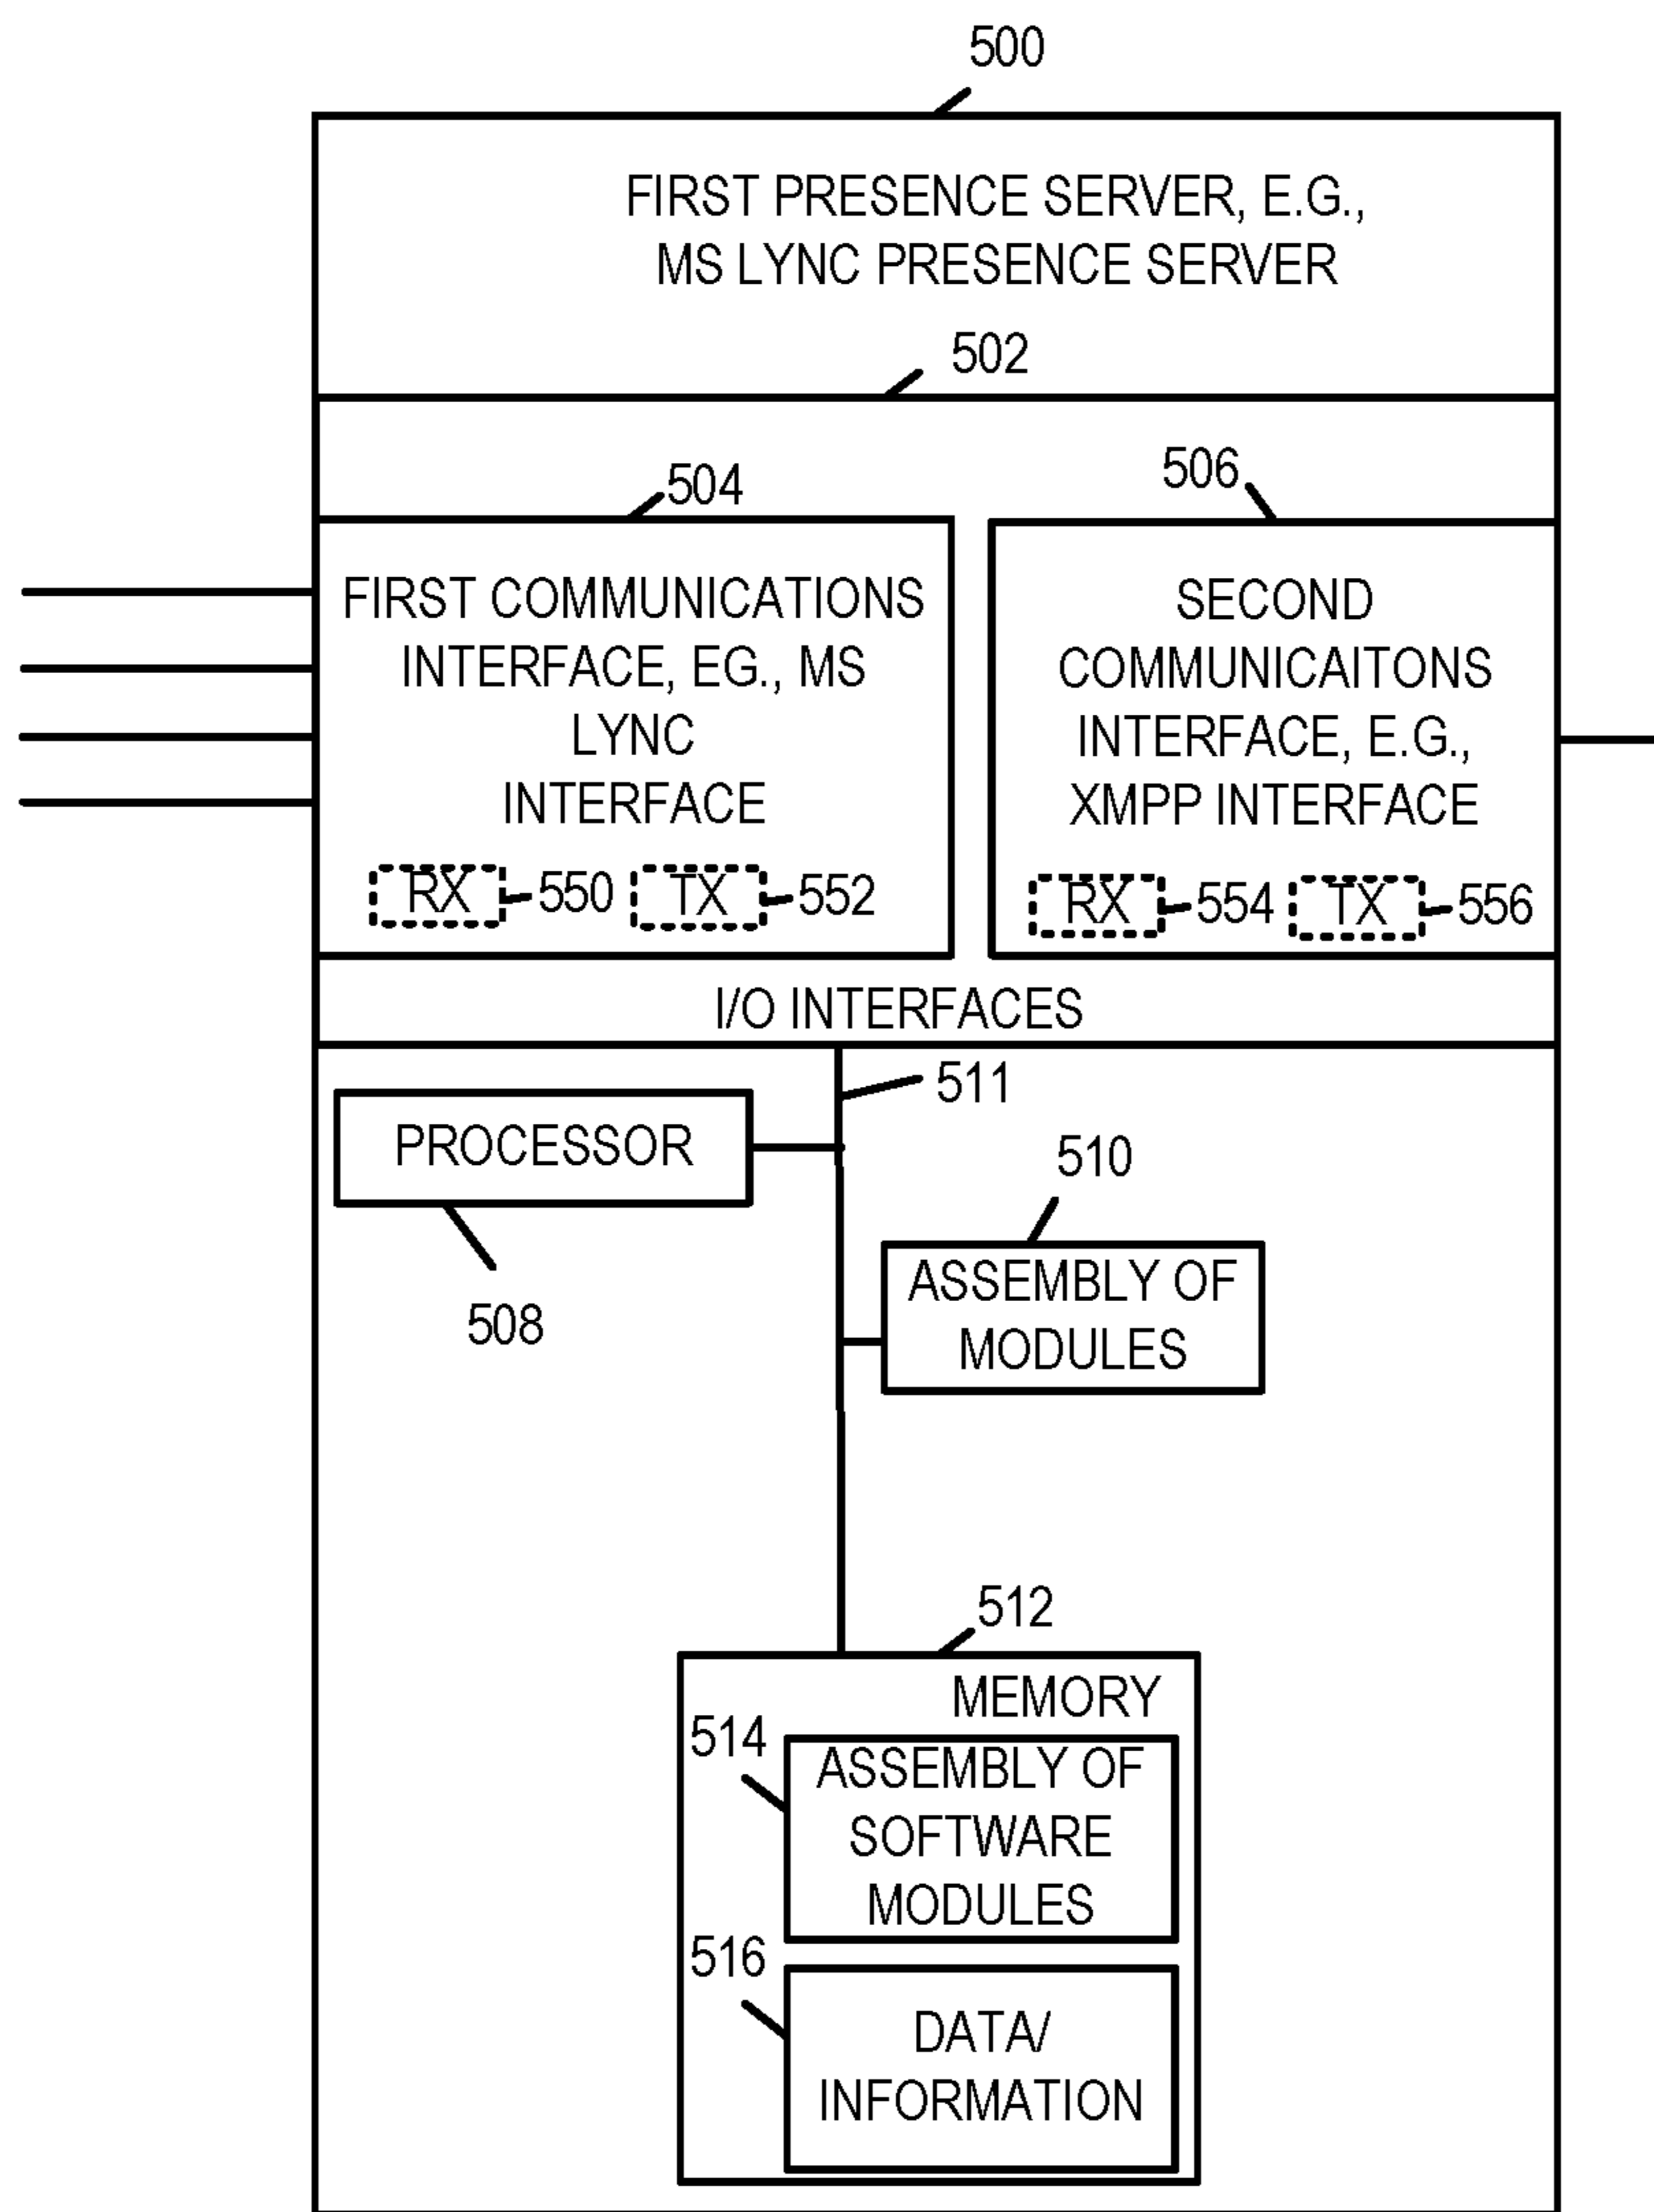 500
FIRST PRESENCE SERVER, E.G.,
MS LYNC PRESENCE SERVER
502
504
506
FIRST COMMUNICATIONS
INTERFACE, EG., MS
LYNC
INTERFACE
RX
550
TX
552
SECOND
COMMUNICAITONS
INTERFACE, E.G.,
XMPP INTERFACE
RX
554
TX
556
I/O INTERFACES
511
PROCESSOR
508
510
ASSEMBLY OF
MODULES
512
MEMORY
514
ASSEMBLY OF
SOFTWARE
MODULES
516
DATA/
INFORMATION